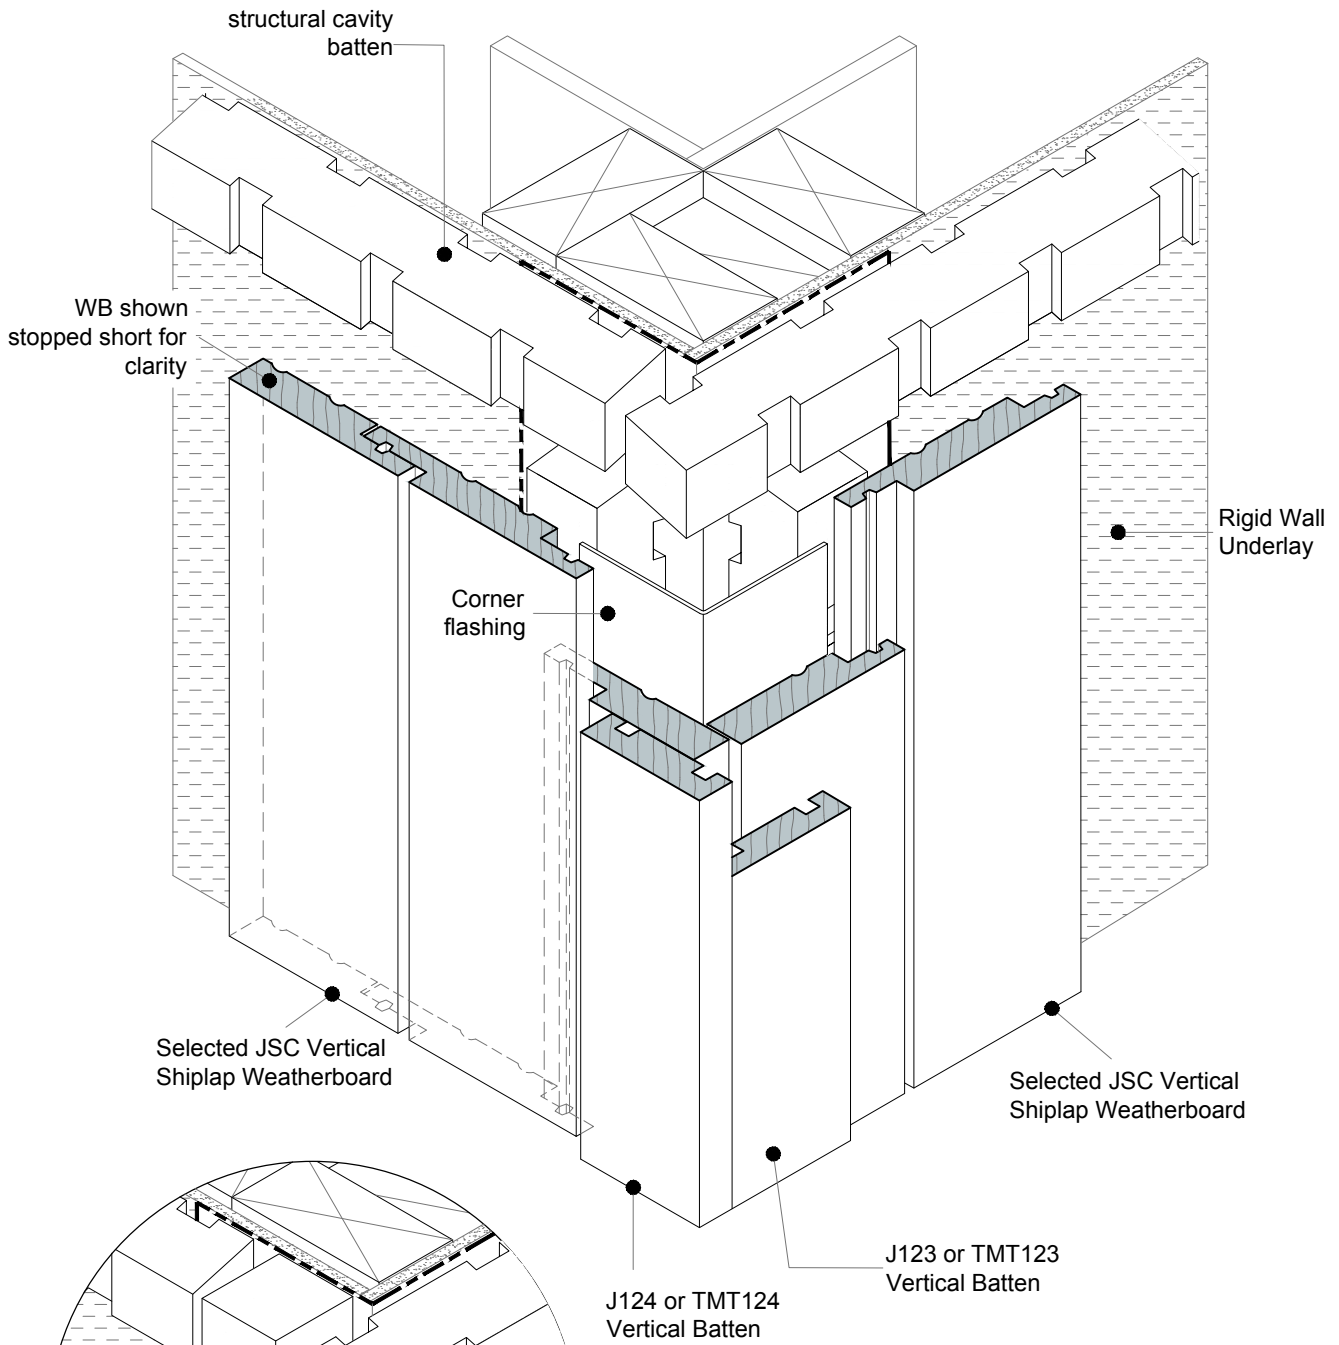 structural cavity
batten
WB shown
stopped short for
clarity
Rigid Wall
Underlay
Corner
flashing
Selected JSC Vertical
Shiplap Weatherboard
Selected JSC Vertical
Shiplap Weatherboard
J123 or TMT123
Vertical Batten
J124 or TMT124
Vertical Batten